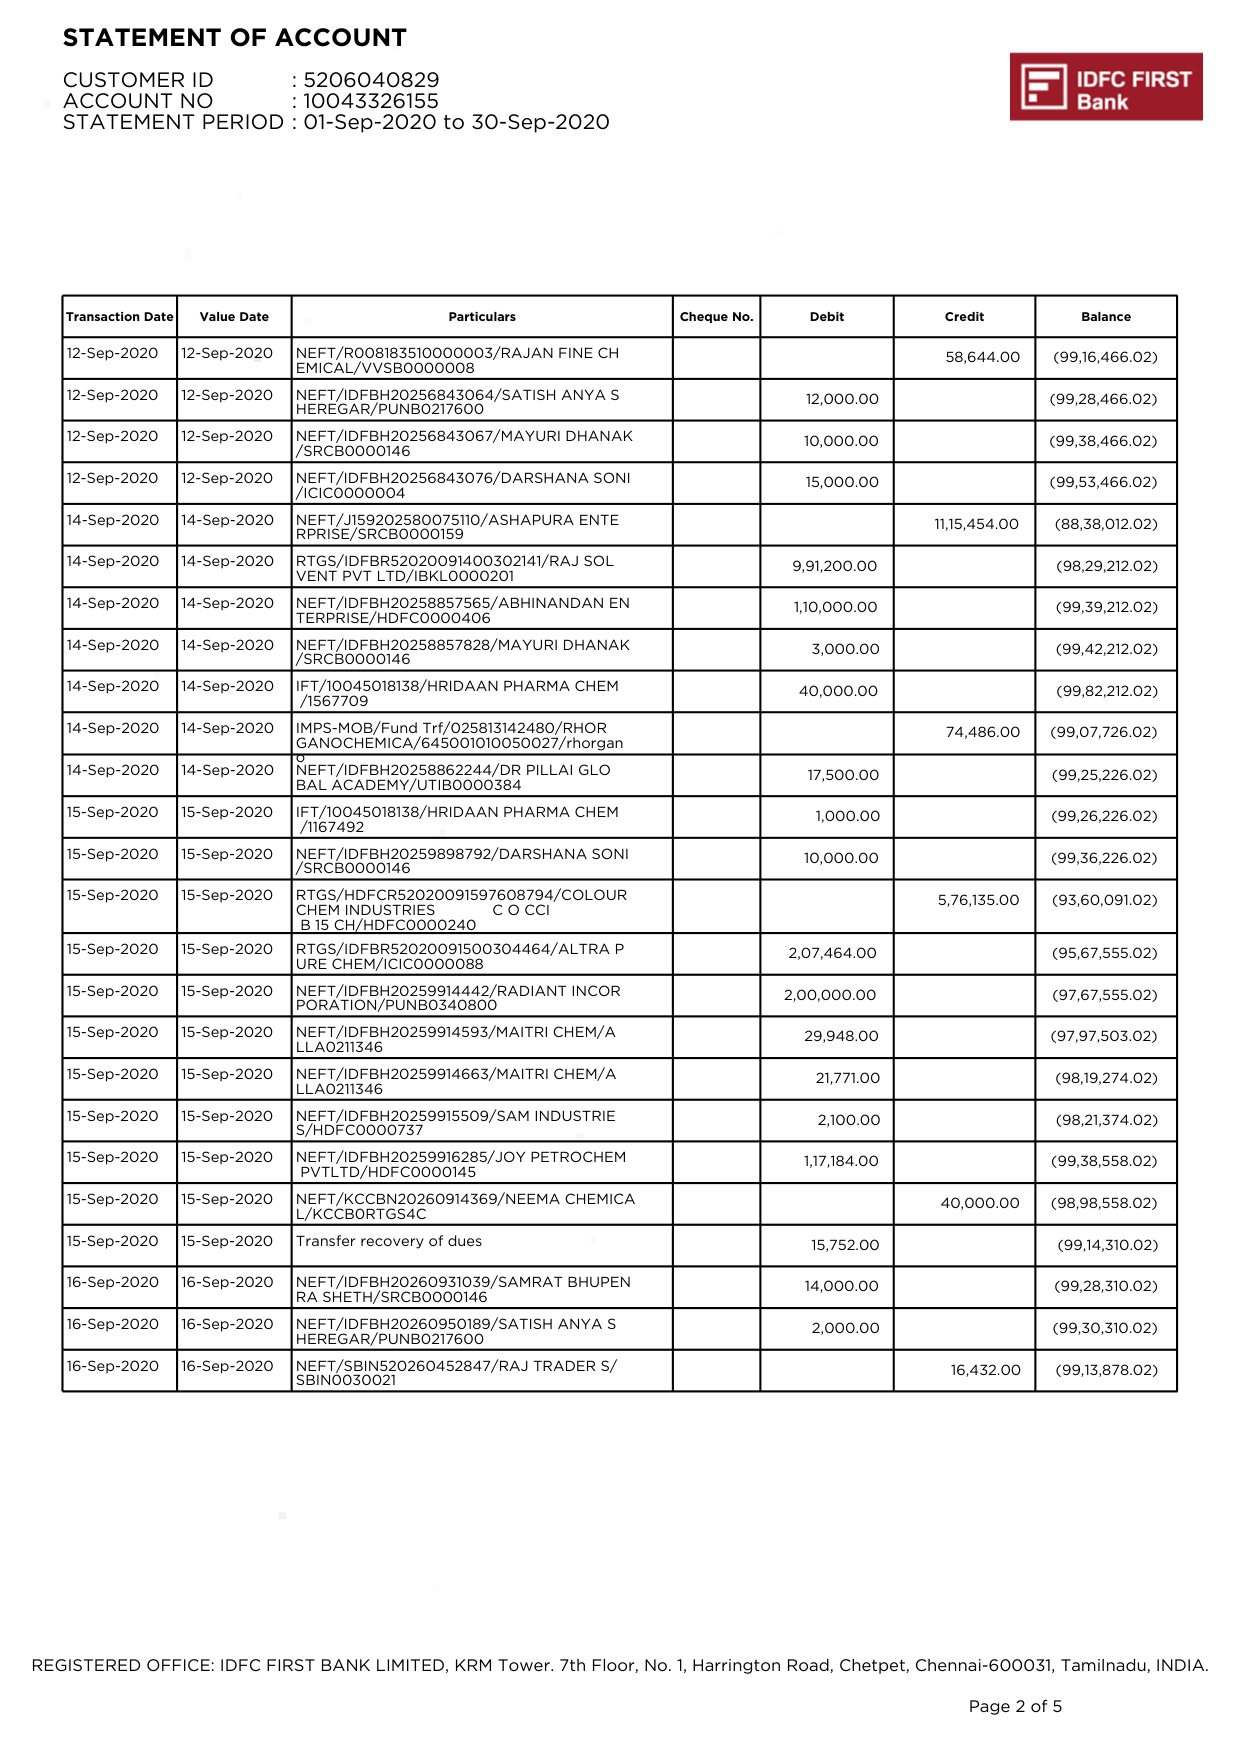 STATEMENT OF ACCOUNT
CUSTOMER ID : 5206040829
ACCOUNT NO : 10043326155
STATEMENT PERIOD : 01-Sep-2020 to 30-Sep-2020
IDFC FIRST
Bank
Transaction Date Value Date Particulars Cheque No. Debit Credit Balance
12-Sep-2020 12-Sep-2020 NEFT/R008183510000003/RAJAN FINE CH 58,644.00 (99,16,466.02)
EMICAL/VVSB0000008
12-Sep-2020 12-Sep-2020 NEFT/IDFBH20256843064/SATISH ANYA S 12,000.00 (99,28,466.02)
HEREGAR/PUNB0217600
12-Sep-2020 12-Sep-2020 NEFT/IDFBH20256843067/MAYURI DHANAK 10,000.00 (99,38,466.02)
/SRCB0000146
12-Sep-2020 12-Sep-2020 NEFT/IDFBH20256843076/DARSHANA SONI 15,000.00 (99,53,466.02)
/ICIC0000004
14-Sep-2020 14-Sep-2020 NEFT/J159202580075110/ASHAPURA ENTE 11,15,454.00 (88,38,012.02)
RPRISE/SRCB0000159
14-Sep-2020 14-Sep-2020 RTGS/IDFBR52020091400302141/RAJ SOL 9,91,200.00 (98,29,212.02)
VENT PVT LTD/IBKL0000201
14-Sep-2020 14-Sep-2020 NEFT/IDFBH20258857565/ABHINANDAN EN 1,10,000.00 (99,39,212.02)
TERPRISE/HDFC0000406
14-Sep-2020 14-Sep-2020 NEFT/IDFBH20258857828/MAYURI DHANAK 3,000.00 (99,42,212.02)
/SRCB0000146
14-Sep-2020 14-Sep-2020 IFT/10045018138/HRIDAAN PHARMA CHEM 40,000.00 (99,82,212.02)
/1567709
14-Sep-2020 14-Sep-2020 IMPS-MOB/Fund Trf/025813142480/RHOR 74,486.00 (99,07,726.02)
GANOCHEMICA/645001010050027/rhorgan
o
14-Sep-2020 14-Sep-2020 NEFT/IDFBH20258862244/DR PILLAI GLO 17,500.00 (99,25,226.02)
BAL ACADEMY/UTIB0000384
15-Sep-2020 15-Sep-2020 IFT/10045018138/HRIDAAN PHARMA CHEM 1,000.00 (99,26,226.02)
/1167492
15-Sep-2020 15-Sep-2020 NEFT/IDFBH20259898792/DARSHANA SONI 10,000.00 (99,36,226.02)
/SRCB0000146
15-Sep-2020 15-Sep-2020 RTGS/HDFCR52020091597608794/COLOUR 5,76,135.00 (93,60,091.02)
CHEM INDUSTRIES C O CCI
B 15 CH/HDFC0000240
15-Sep-2020 15-Sep-2020 RTGS/IDFBR52020091500304464/ALTRA P 2,07,464.00 (95,67,555.02)
URE CHEM/ICIC0000088
15-Sep-2020 15-Sep-2020 NEFT/IDFBH20259914442/RADIANT INCOR 2,00,000.00 (97,67,555.02)
PORATION/PUNB0340800
15-Sep-2020 15-Sep-2020 NEFT/IDFBH20259914593/MAITRI CHEM/A 29,948.00 (97,97,503.02)
LLA0211346
15-Sep-2020 15-Sep-2020 NEFT/IDFBH20259914663/MAITRI CHEM/A 21,771.00 (98,19,274.02)
LLA0211346
15-Sep-2020 15-Sep-2020 NEFT/IDFBH20259915509/SAM INDUSTRIE 2,100.00 (98,21,374.02)
S/HDFC0000737
15-Sep-2020 15-Sep-2020 NEFT/IDFBH20259916285/JOY PETROCHEM 1,17,184.00 (99,38,558.02)
PVTLTD/HDFC0000145
15-Sep-2020 15-Sep-2020 NEFT/KCCBN20260914369/NEEMA CHEMICA 40,000.00 (98,98,558.02)
L/KCCB0RTGS4C
15-Sep-2020 15-Sep-2020 Transfer recovery of dues 15,752.00 (99,14,310.02)
16-Sep-2020 16-Sep-2020 NEFT/IDFBH20260931039/SAMRAT BHUPEN 14,000.00 (99,28,310.02)
RA SHETH/SRCB0000146
16-Sep-2020 16-Sep-2020 NEFT/IDFBH20260950189/SATISH ANYA S 2,000.00 (99,30,310.02)
HEREGAR/PUNB0217600
16-Sep-2020 16-Sep-2020 NEFT/SBIN520260452847/RAJ TRADER S/ 16,432.00 (99,13,878.02)
SBIN0030021
REGISTERED OFFICE: IDFC FIRST BANK LIMITED, KRM Tower. 7th Floor, No. 1, Harrington Road, Chetpet, Chennai-600031, Tamilnadu, INDIA.
Page 2 of 5